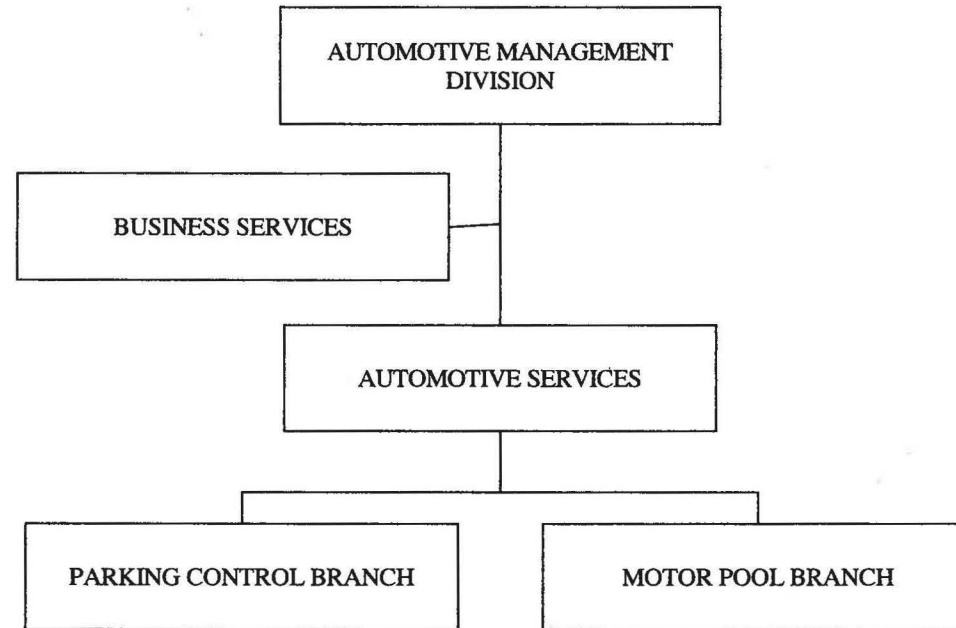 AUTOMOTIVE MANAGEMENT
DIVISION
BUSINESS SERVICES
AUTOMOTIVE SERVICES
PARKING CONTROL BRANCH
MOTOR POOL BRANCH